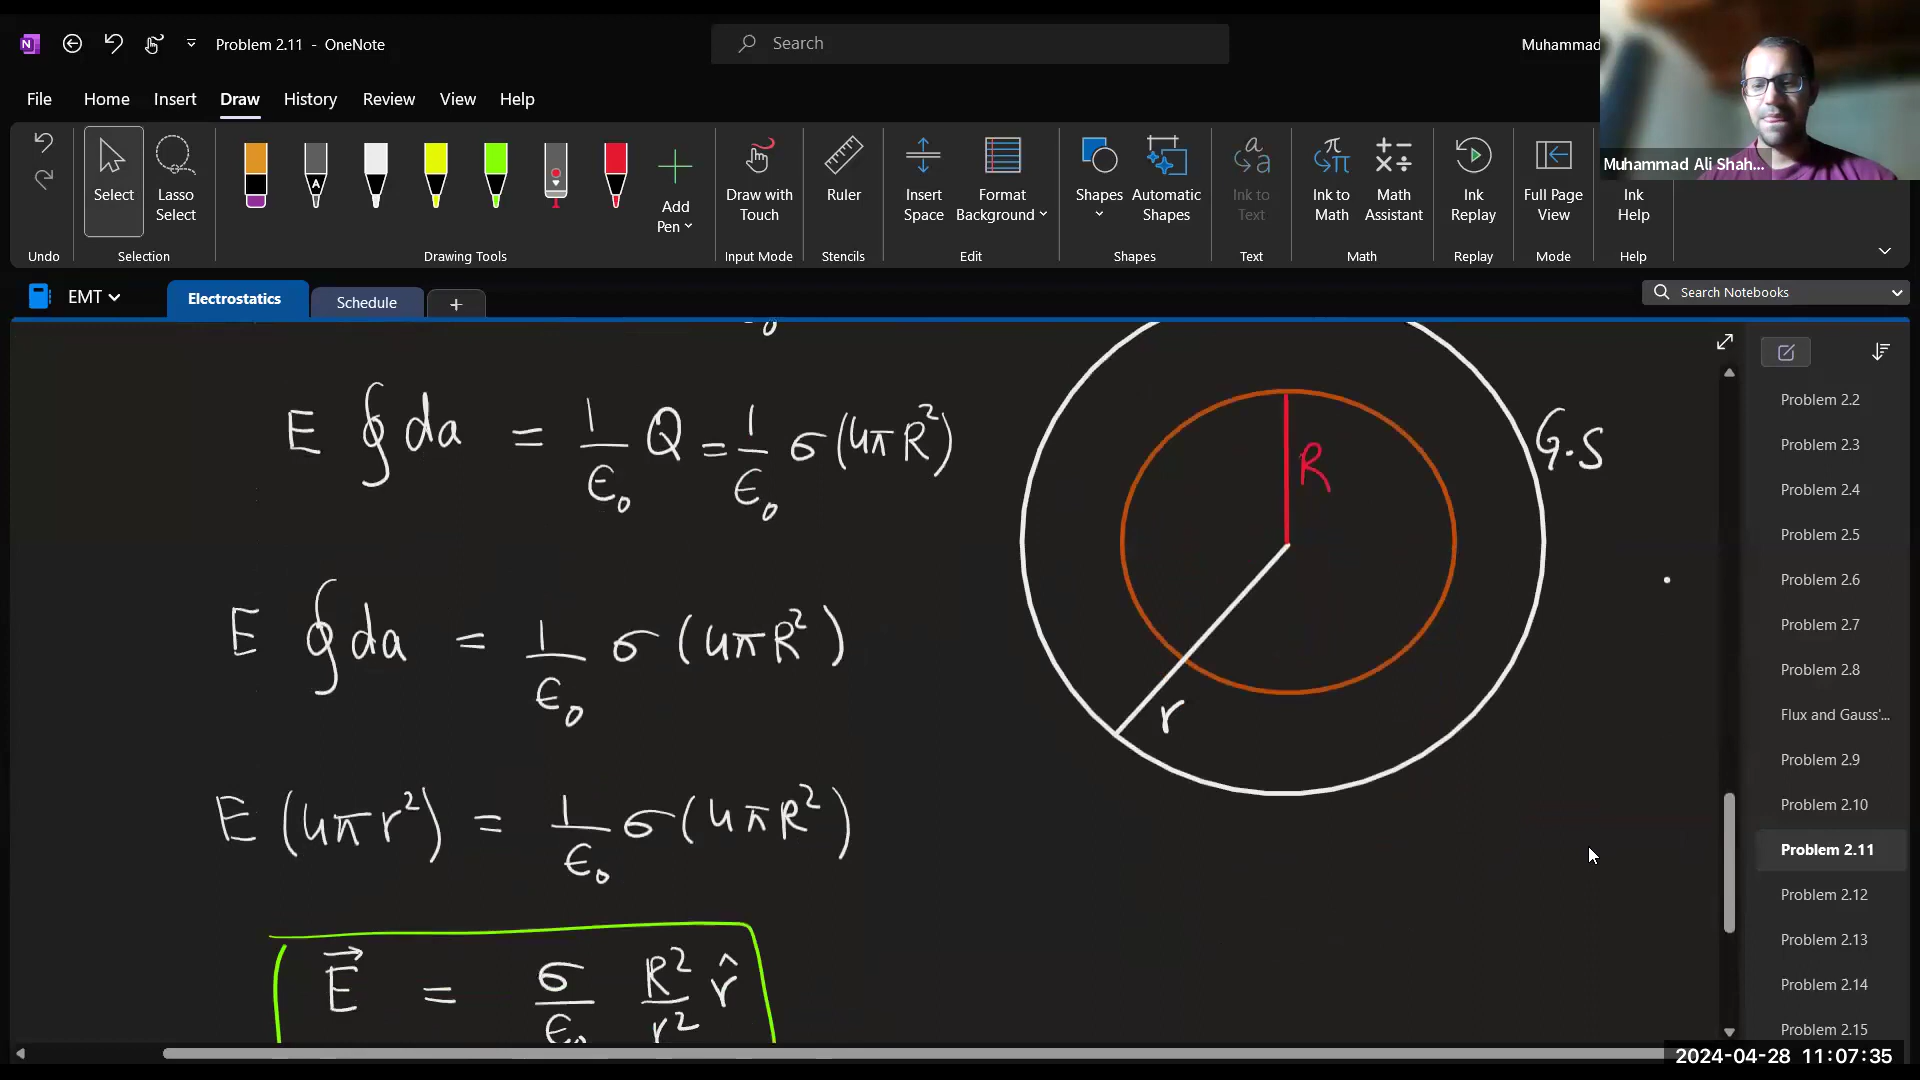 Problem 2.11 - OneNote
Search
Muhammad
File Home Insert Draw History Review View Help
Select
Lasso Select
Add Pen
Draw with Touch
Ruler
Insert Space
Format Background
Shapes
Automatic Shapes
Ink to Text
Ink to Math
Math Assistant
Ink Replay
Full Page View
Ink Help
Muhammad Ali Shah...
Undo Selection Drawing Tools Input Mode Stencils Edit Shapes Text Math Replay Mode Help
EMT Electrostatics Schedule + Search Notebooks
E ∮ da = 1/ϵ₀ Q = 1/ϵ₀ σ (4πR²)
E ∮ da = 1/ϵ₀ σ (4πR²)
E (4πr²) = 1/ϵ₀ σ (4πR²)
E⃗ = σ/ϵ₀ R²/r² r̂
G.S
R
r
Problem 2.2
Problem 2.3
Problem 2.4
Problem 2.5
Problem 2.6
Problem 2.7
Problem 2.8
Flux and Gauss'...
Problem 2.9
Problem 2.10
Problem 2.11
Problem 2.12
Problem 2.13
Problem 2.14
Problem 2.15
2024-04-28 11:07:35